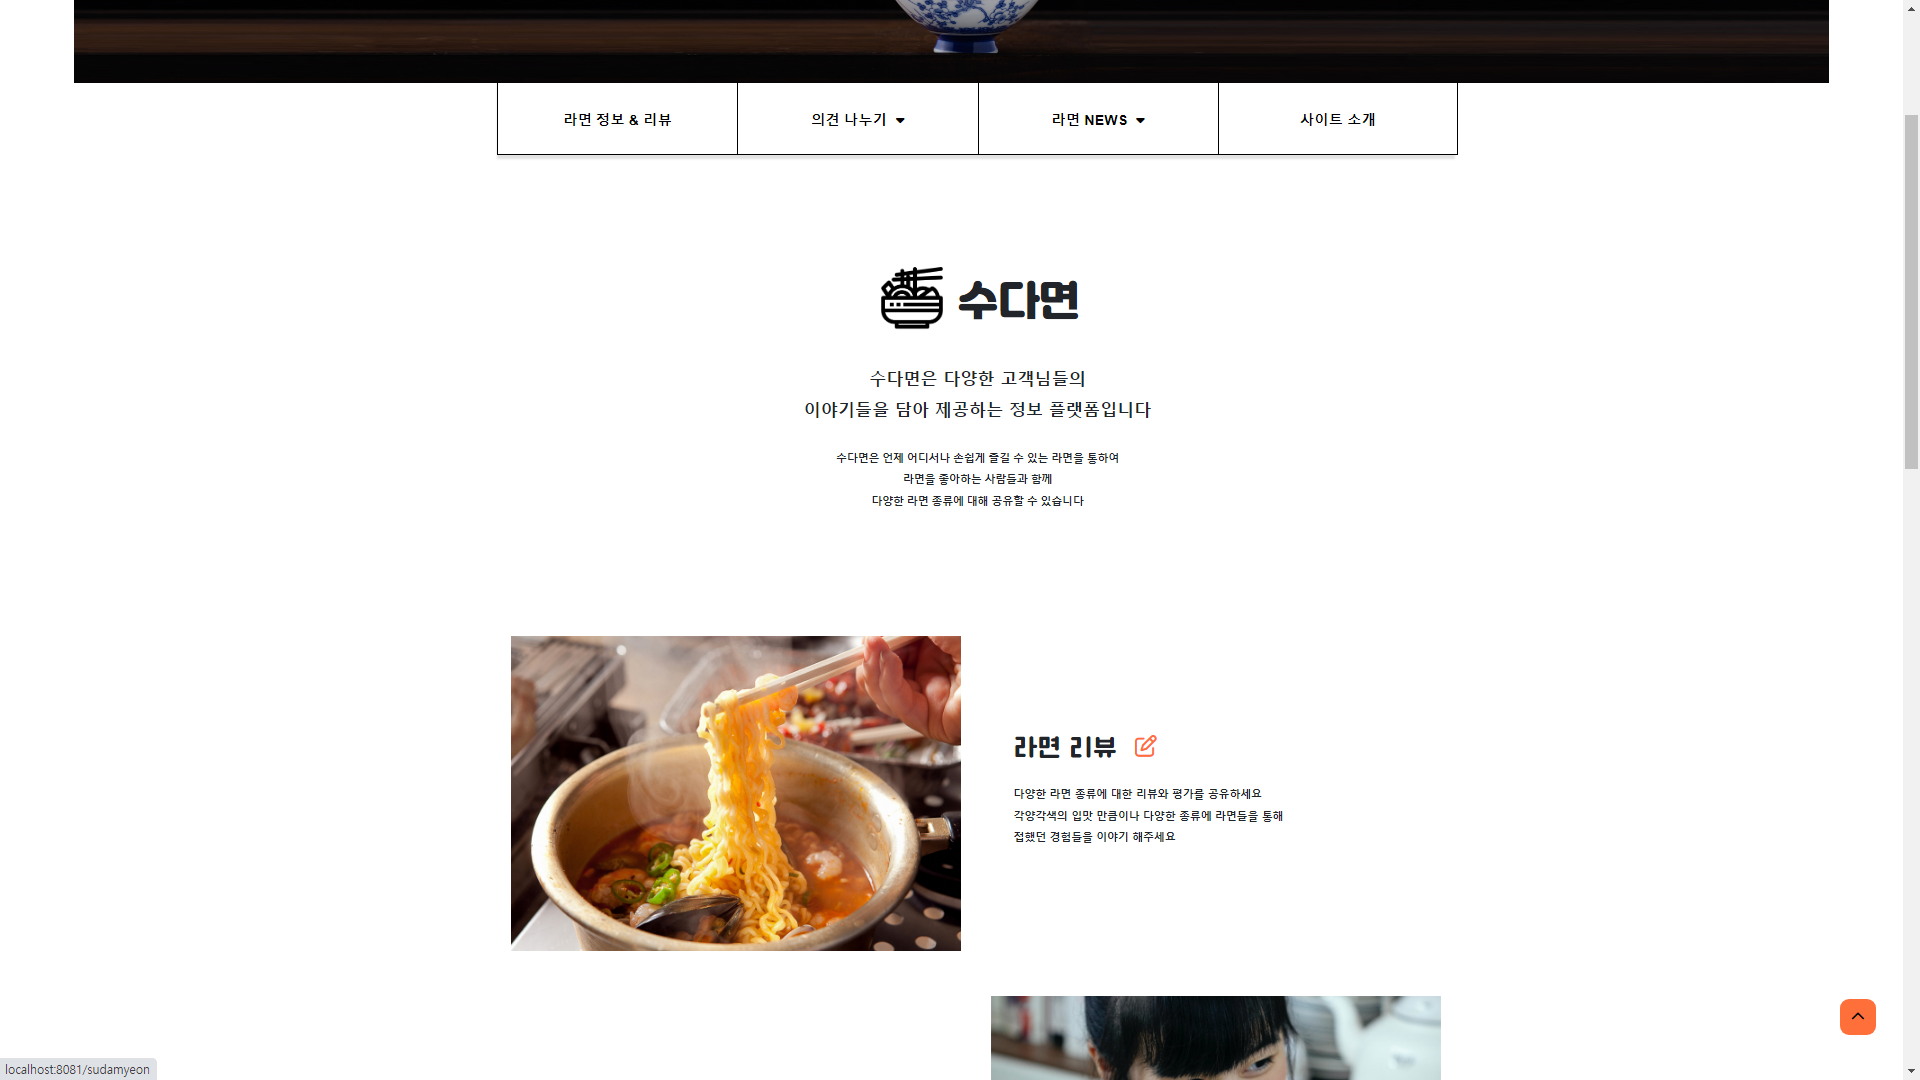 라면 정보 & 리뷰
의견 나누기
라면 NEWS
사이트 소개
수다면
수다면은 다양한 고객님들의
이야기들을 담아 제공하는 정보 플랫폼입니다
수다면은 언제 어디서나 손쉽게 즐길 수 있는 라면을 통하여
라면을 좋아하는 사람들과 함께
다양한 라면 종류에 대해 공유할 수 있습니다
라면 리뷰
다양한 라면 종류에 대한 리뷰와 평가를 공유하세요
각양각색의 입맛 만큼이나 다양한 종류에 라면들을 통해
접했던 경험들을 이야기 해주세요
localhost:8081/sudamyeon